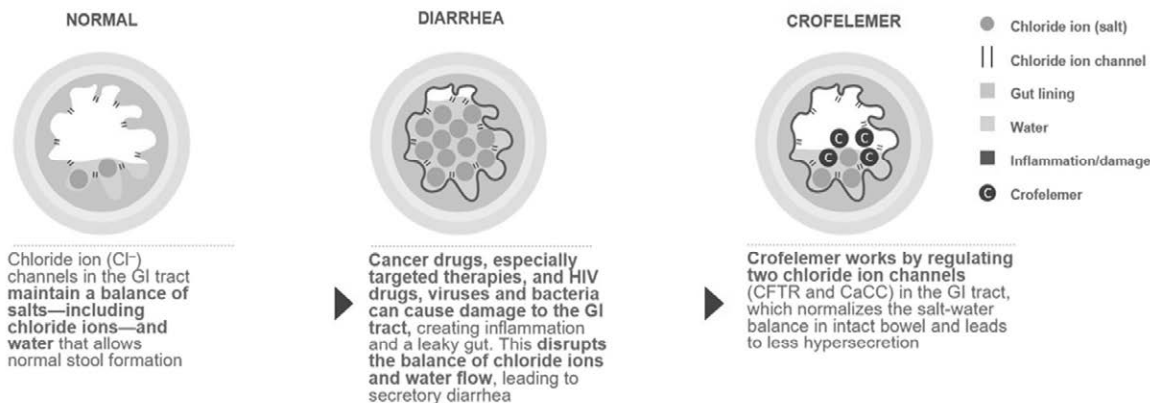 NORMAL
Chloride ion (Cl–)
channels in the GI tract
maintain a balance of
salts—including
chloride ions—and
water that allows
normal stool formation
DIARRHEA
Cancer drugs, especially
targeted therapies, and HIV
drugs, viruses and bacteria
can cause damage to the GI
tract, creating inflammation
and a leaky gut. This disrupts
the balance of chloride ions
and water flow, leading to
secretory diarrhea
CROFELEMER
C
C
C
C
Crofelemer works by regulating
two chloride ion channels
(CFTR and CaCC) in the GI tract,
which normalizes the salt-water
balance in intact bowel and leads
to less hypersecretion
Chloride ion (salt)
Chloride ion channel
Gut lining
Water
Inflammation/damage
C Crofelemer